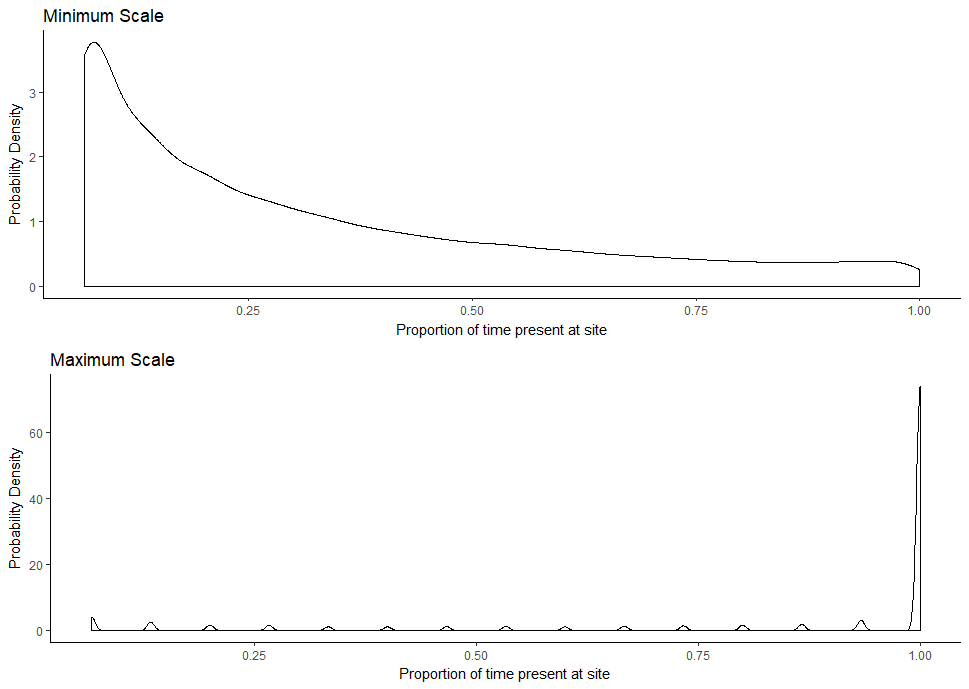 Minimum Scale
Probability Density
3
2
1
0
0.25 0.50 0.75 1.00
Proportion of time present at site
Maximum Scale
Probability Density
60
40
20
0
0.25 0.50 0.75 1.00
Proportion of time present at site